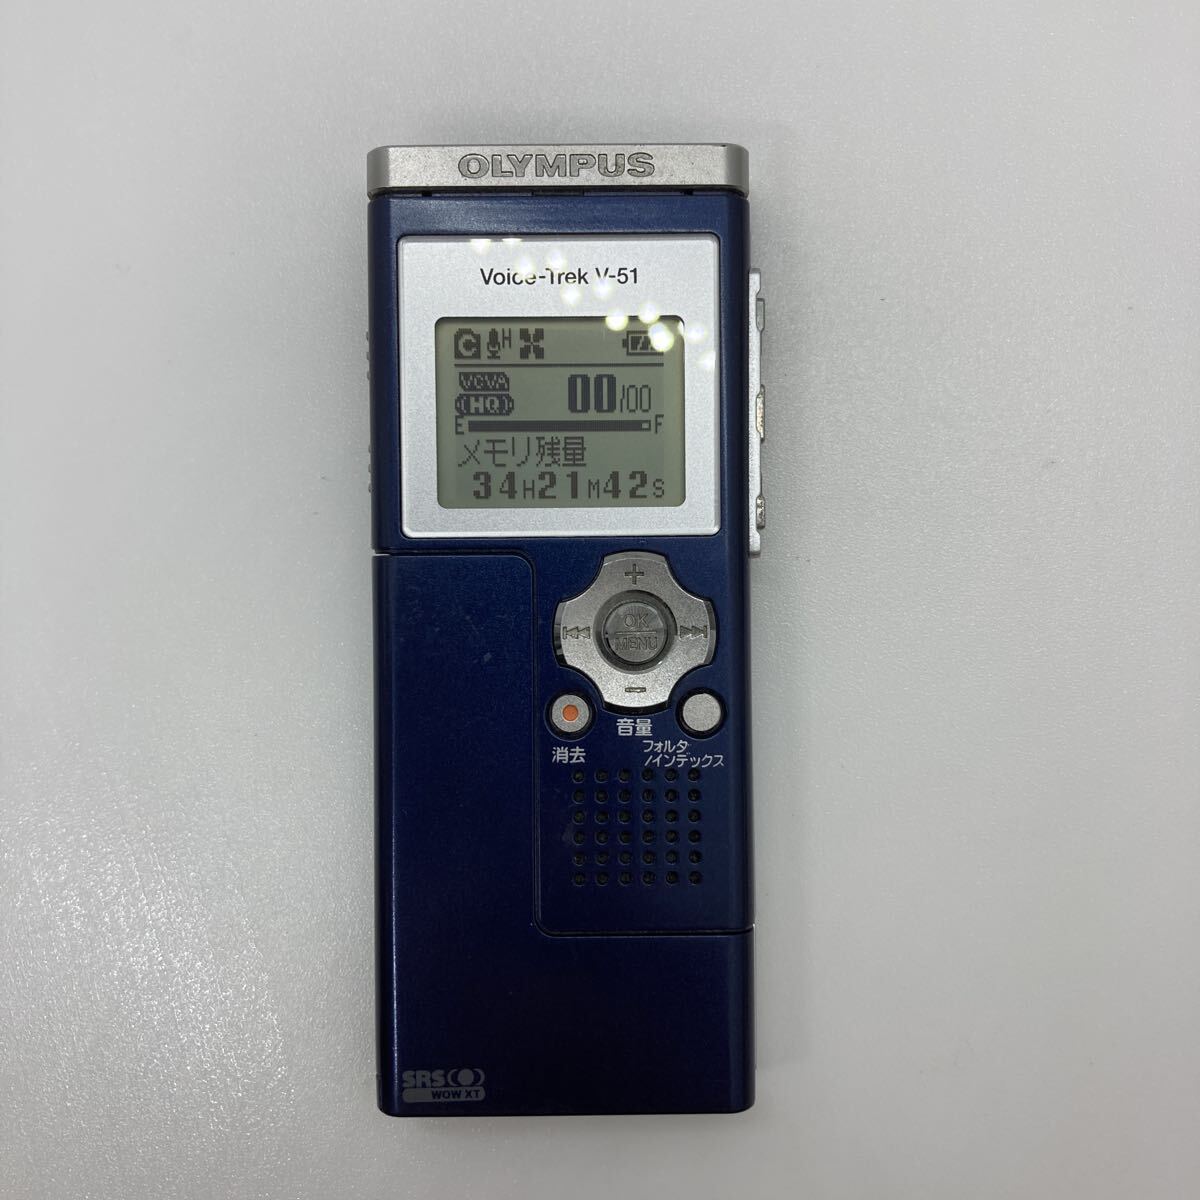 OLYMPUS
Voice-Trek V-51
C H
VCVA
HQ 00/00
E F
メモリ残量
34H21M42S
+
OK
MENU
−
音量
消去
フォルダ
/インデックス
SRS
WOW XT